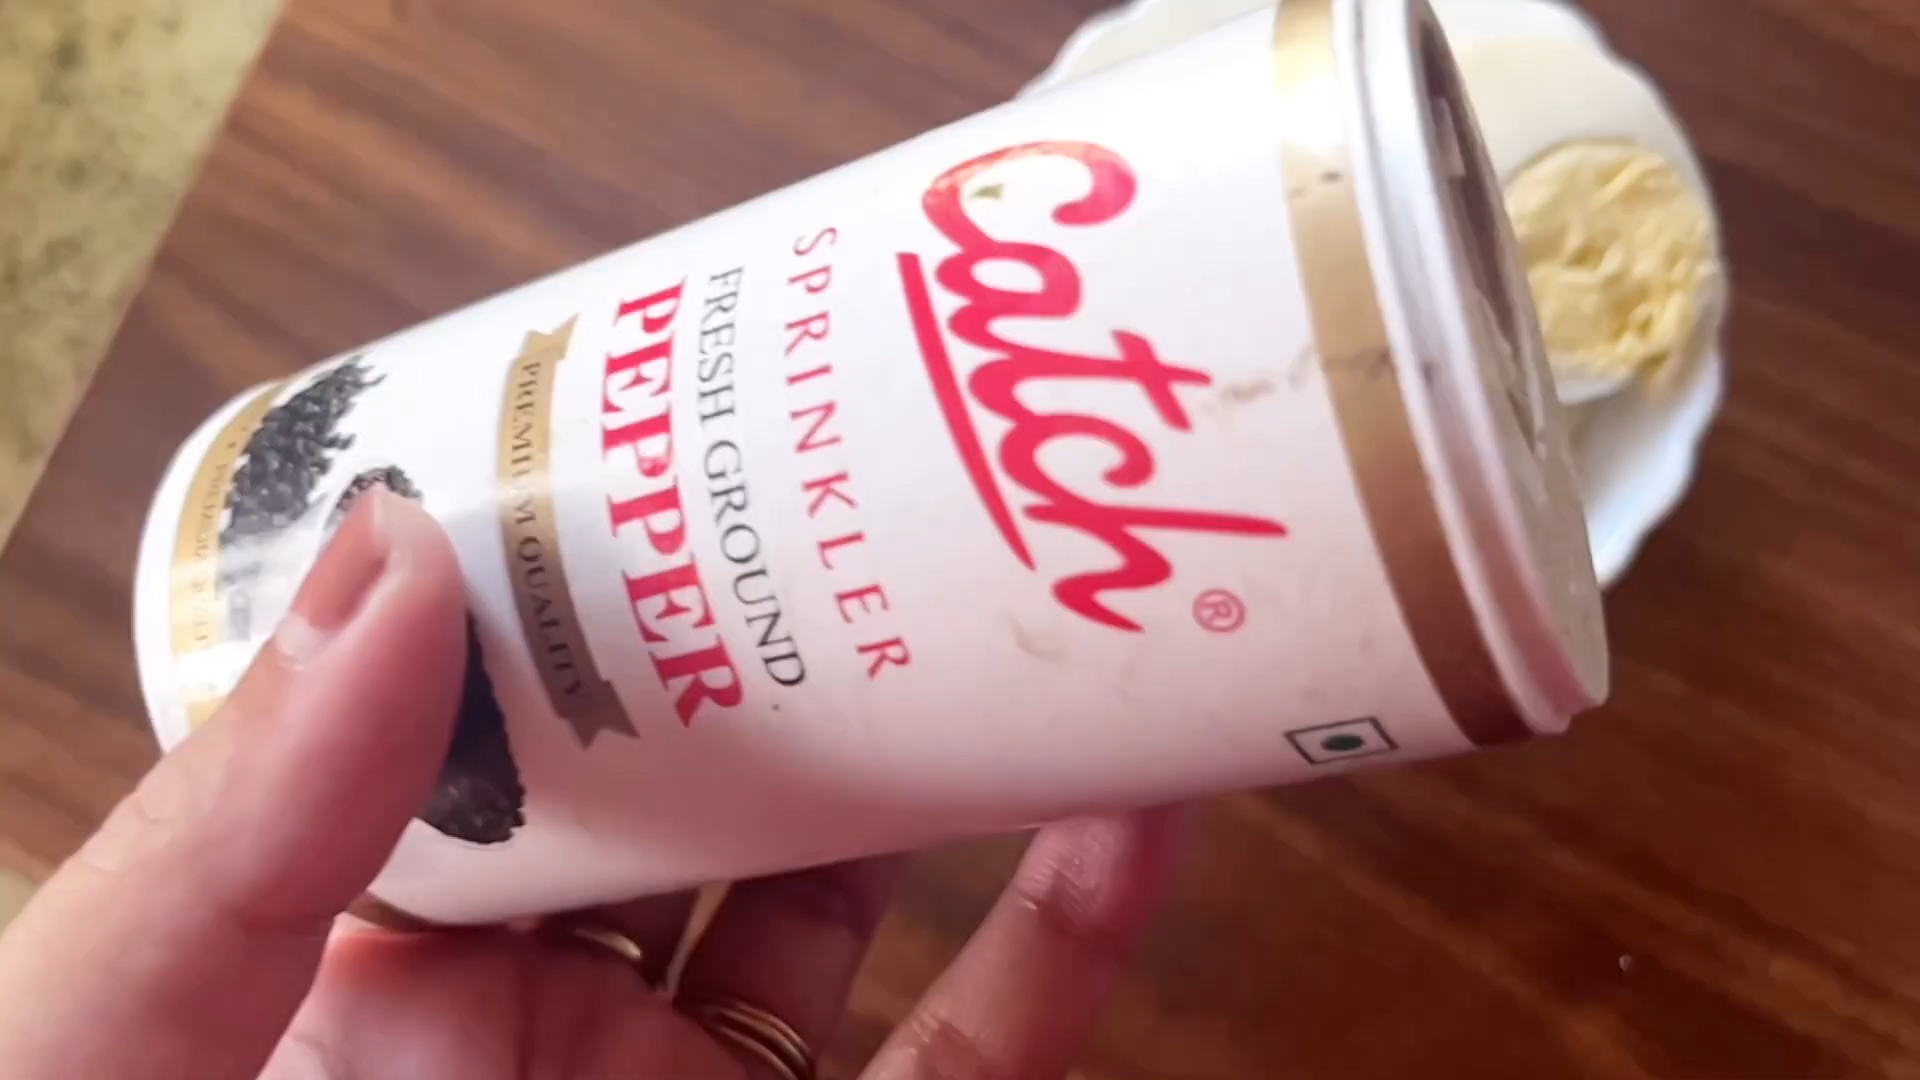 Catch®
SPRINKLER
FRESH GROUND
PEPPER
PREMIUM QUALITY